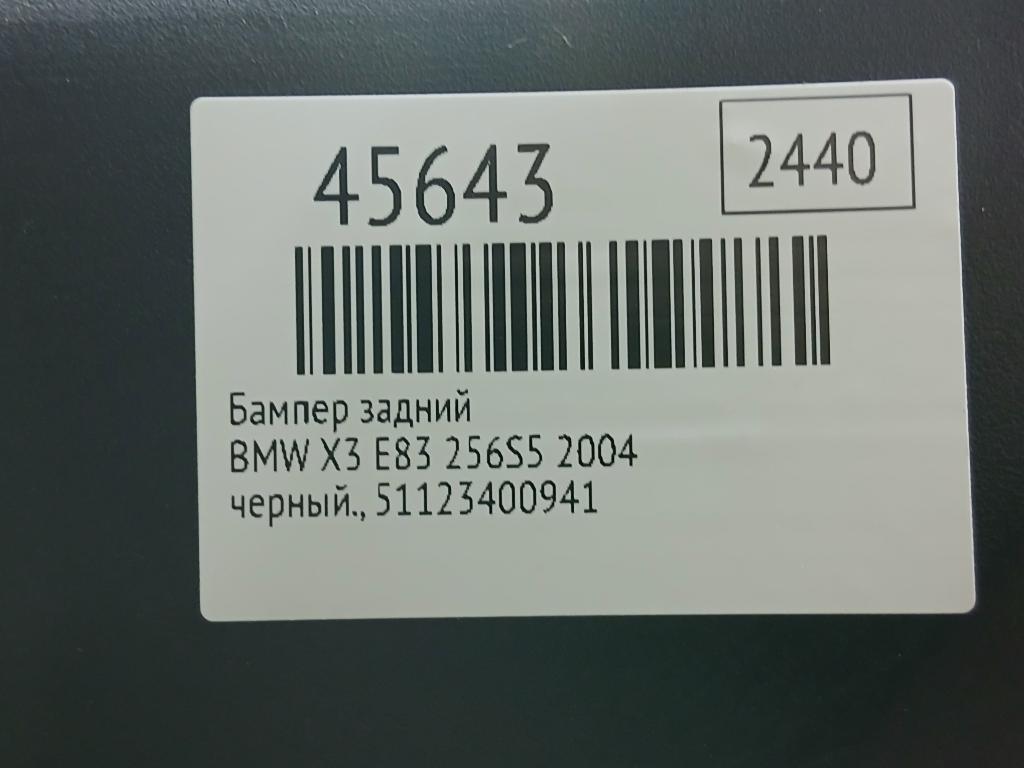 45643
2440
Бампер задний
BMW X3 E83 256S5 2004
черный., 51123400941